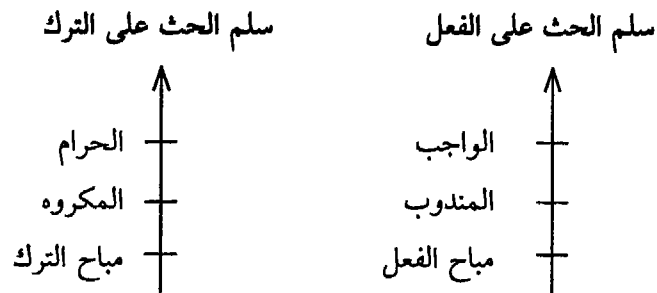 سلم الحث على الفعل
سلم الحث على الترك
الواجب
الحرام
المندوب
المكروه
مباح الفعل
مباح الترك